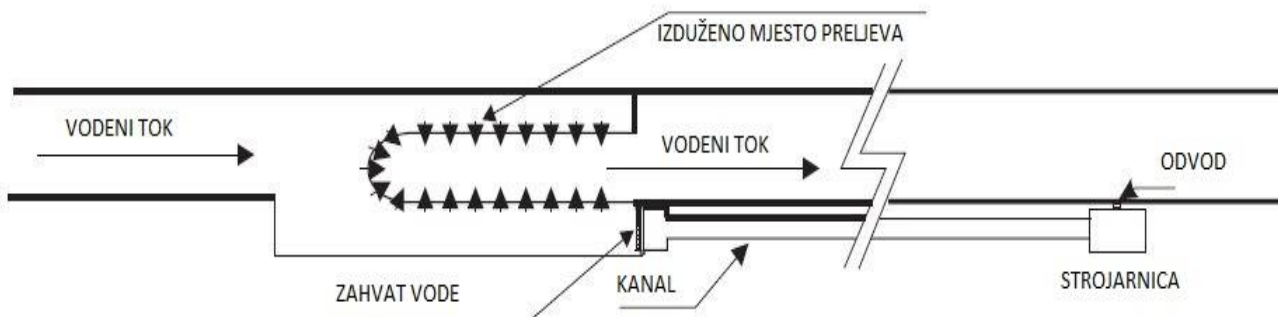 IZDUŽENO MJESTO PRELJEVA
VODENI TOK
VODENI TOK
ODVOD
ZAHVAT VODE
KANAL
STROJARNICA